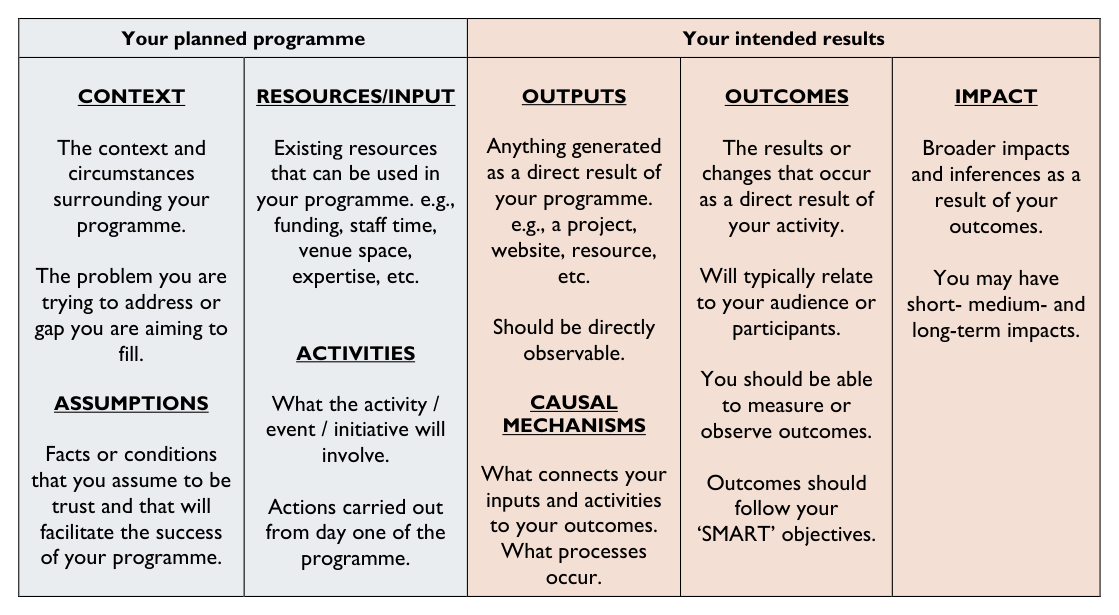 Your planned programme
Your intended results
CONTEXT
The context and
circumstances
surrounding your
programme.
The problem you are
trying to address or
gap you are aiming to
fill.
ASSUMPTIONS
Facts or conditions
that you assume to be
trust and that will
facilitate the success
of your programme.
RESOURCES/INPUT
Existing resources
that can be used in
your programme. e.g.,
funding, staff time,
venue space,
expertise, etc.
ACTIVITIES
What the activity /
event / initiative will
involve.
Actions carried out
from day one of the
programme.
OUTPUTS
Anything generated
as a direct result of
your programme.
e.g., a project,
website, resource,
etc.
Should be directly
observable.
CAUSAL
MECHANISMS
What connects your
inputs and activities
to your outcomes.
What processes
occur.
OUTCOMES
The results or
changes that occur
as a direct result of
your activity.
Will typically relate
to your audience or
participants.
You should be able
to measure or
observe outcomes.
Outcomes should
follow your
‘SMART’ objectives.
IMPACT
Broader impacts
and inferences as a
result of your
outcomes.
You may have
short- medium- and
long-term impacts.